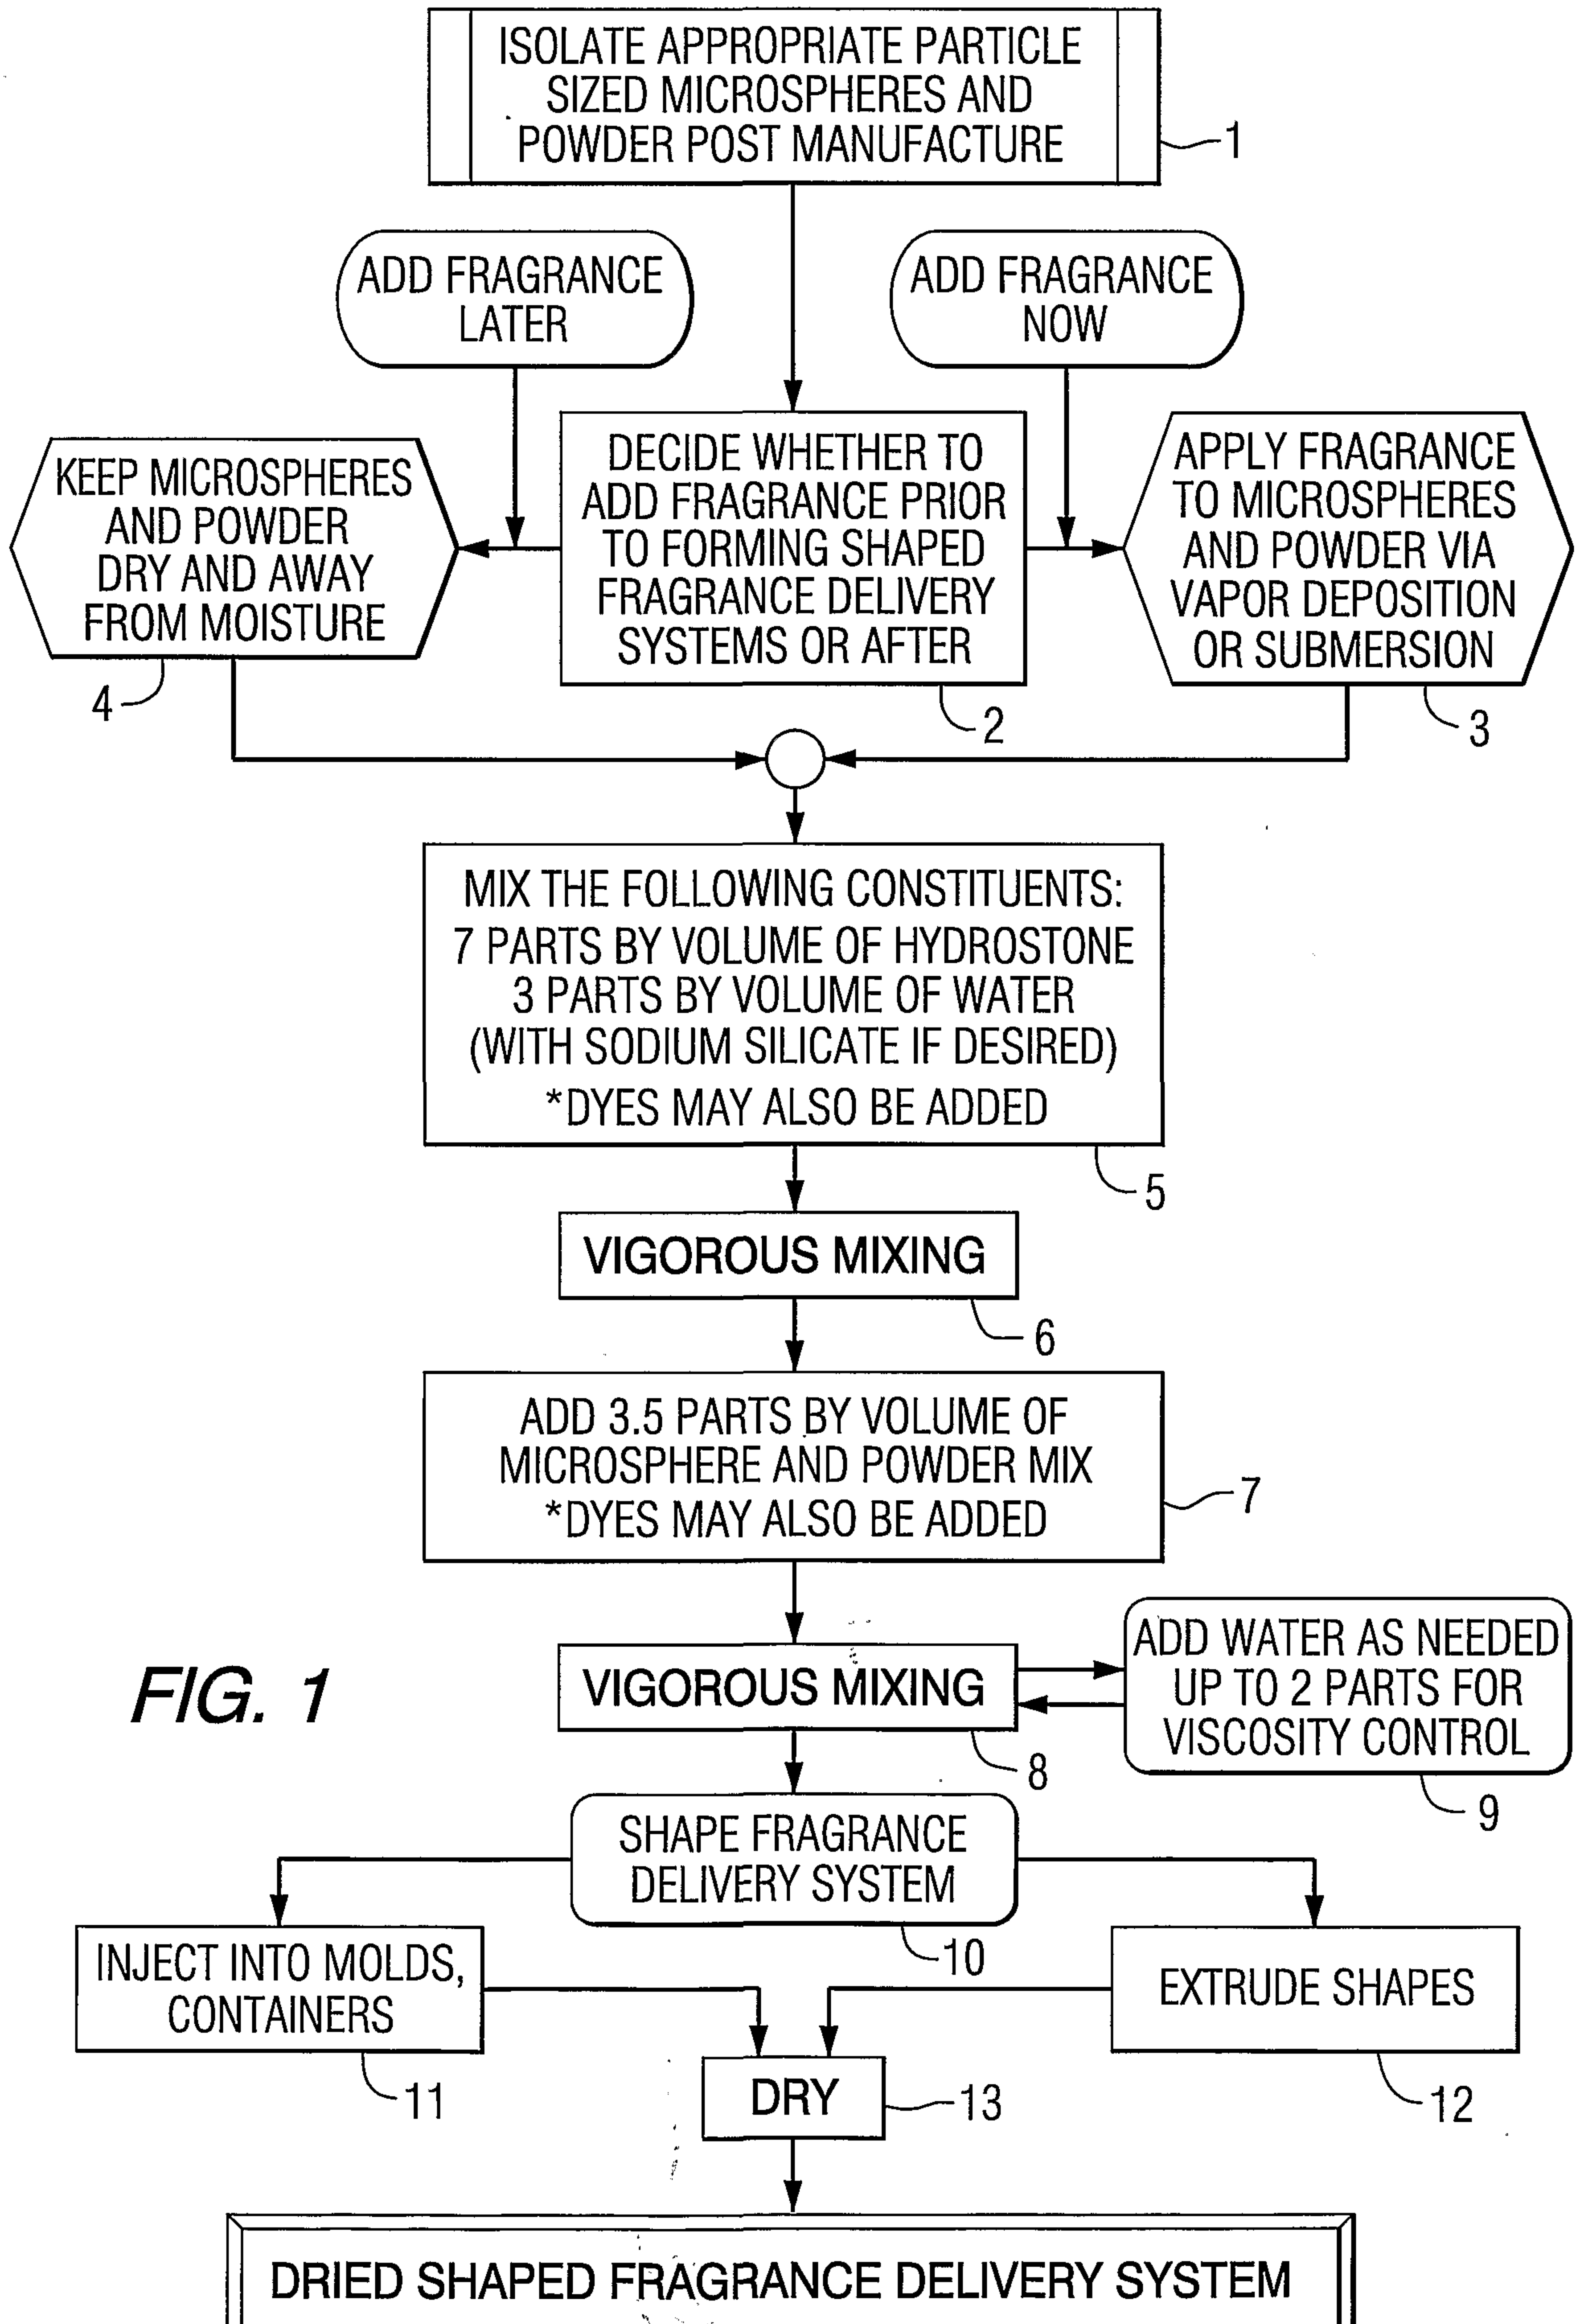 ISOLATE APPROPRIATE PARTICLE
SIZED MICROSPHERES AND
POWDER POST MANUFACTURE
1
ADD FRAGRANCE
LATER
ADD FRAGRANCE
NOW
KEEP MICROSPHERES
AND POWDER
DRY AND AWAY
FROM MOISTURE
4
DECIDE WHETHER TO
ADD FRAGRANCE PRIOR
TO FORMING SHAPED
FRAGRANCE DELIVERY
SYSTEMS OR AFTER
2
APPLY FRAGRANCE
TO MICROSPHERES
AND POWDER VIA
VAPOR DEPOSITION
OR SUBMERSION
3
MIX THE FOLLOWING CONSTITUENTS:
7 PARTS BY VOLUME OF HYDROSTONE
3 PARTS BY VOLUME OF WATER
(WITH SODIUM SILICATE IF DESIRED)
*DYES MAY ALSO BE ADDED
5
VIGOROUS MIXING
6
ADD 3.5 PARTS BY VOLUME OF
MICROSPHERE AND POWDER MIX
*DYES MAY ALSO BE ADDED
7
FIG. 1
VIGOROUS MIXING
8
ADD WATER AS NEEDED
UP TO 2 PARTS FOR
VISCOSITY CONTROL
9
SHAPE FRAGRANCE
DELIVERY SYSTEM
10
INJECT INTO MOLDS,
CONTAINERS
11
EXTRUDE SHAPES
12
DRY
13
DRIED SHAPED FRAGRANCE DELIVERY SYSTEM